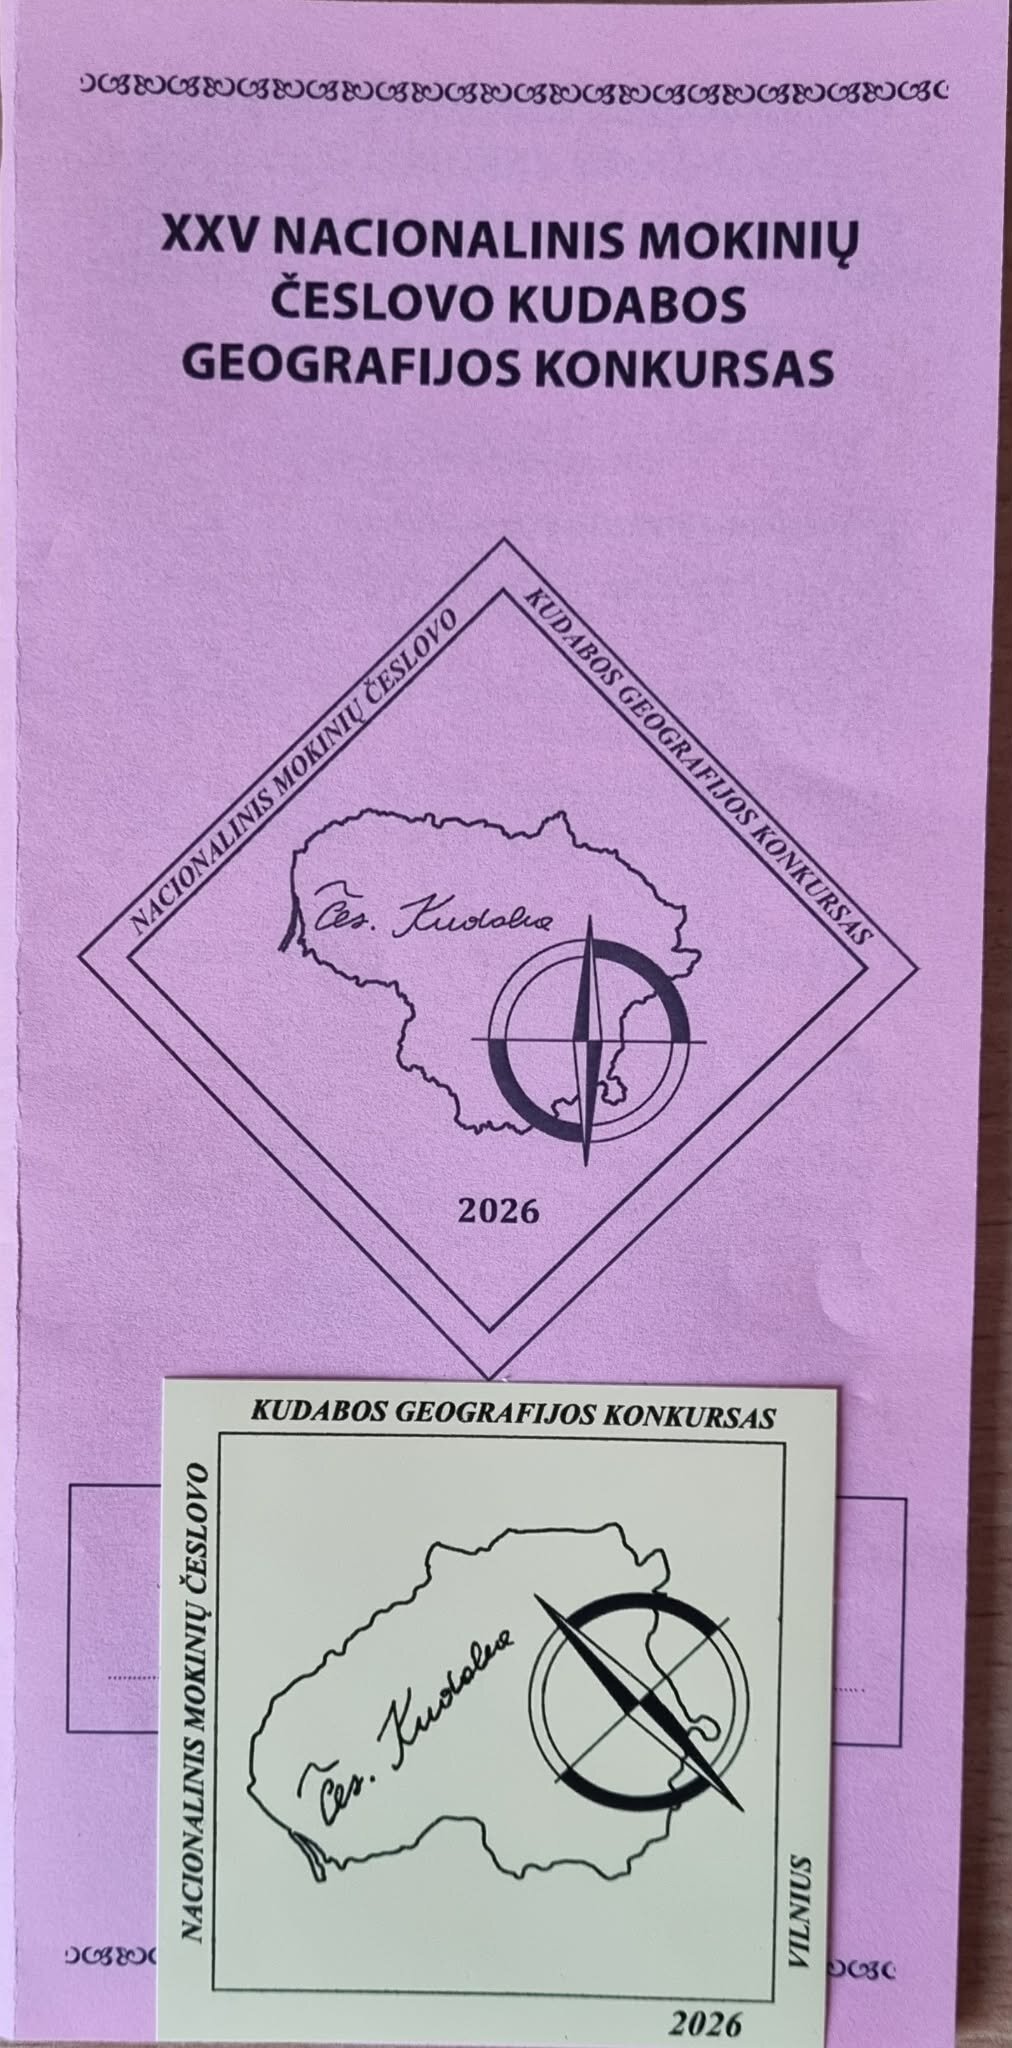 XXV NACIONALINIS MOKINIŲ
ČESLOVO KUDABOS
GEOGRAFIJOS KONKURSAS
NACIONALINIS MOKINIŲ ČESLOVO
KUDABOS GEOGRAFIJOS KONKURSAS
Čes. Kudaba
2026
KUDABOS GEOGRAFIJOS KONKURSAS
NACIONALINIS MOKINIŲ ČESLOVO
Čes. Kudaba
VILNIUS
2026